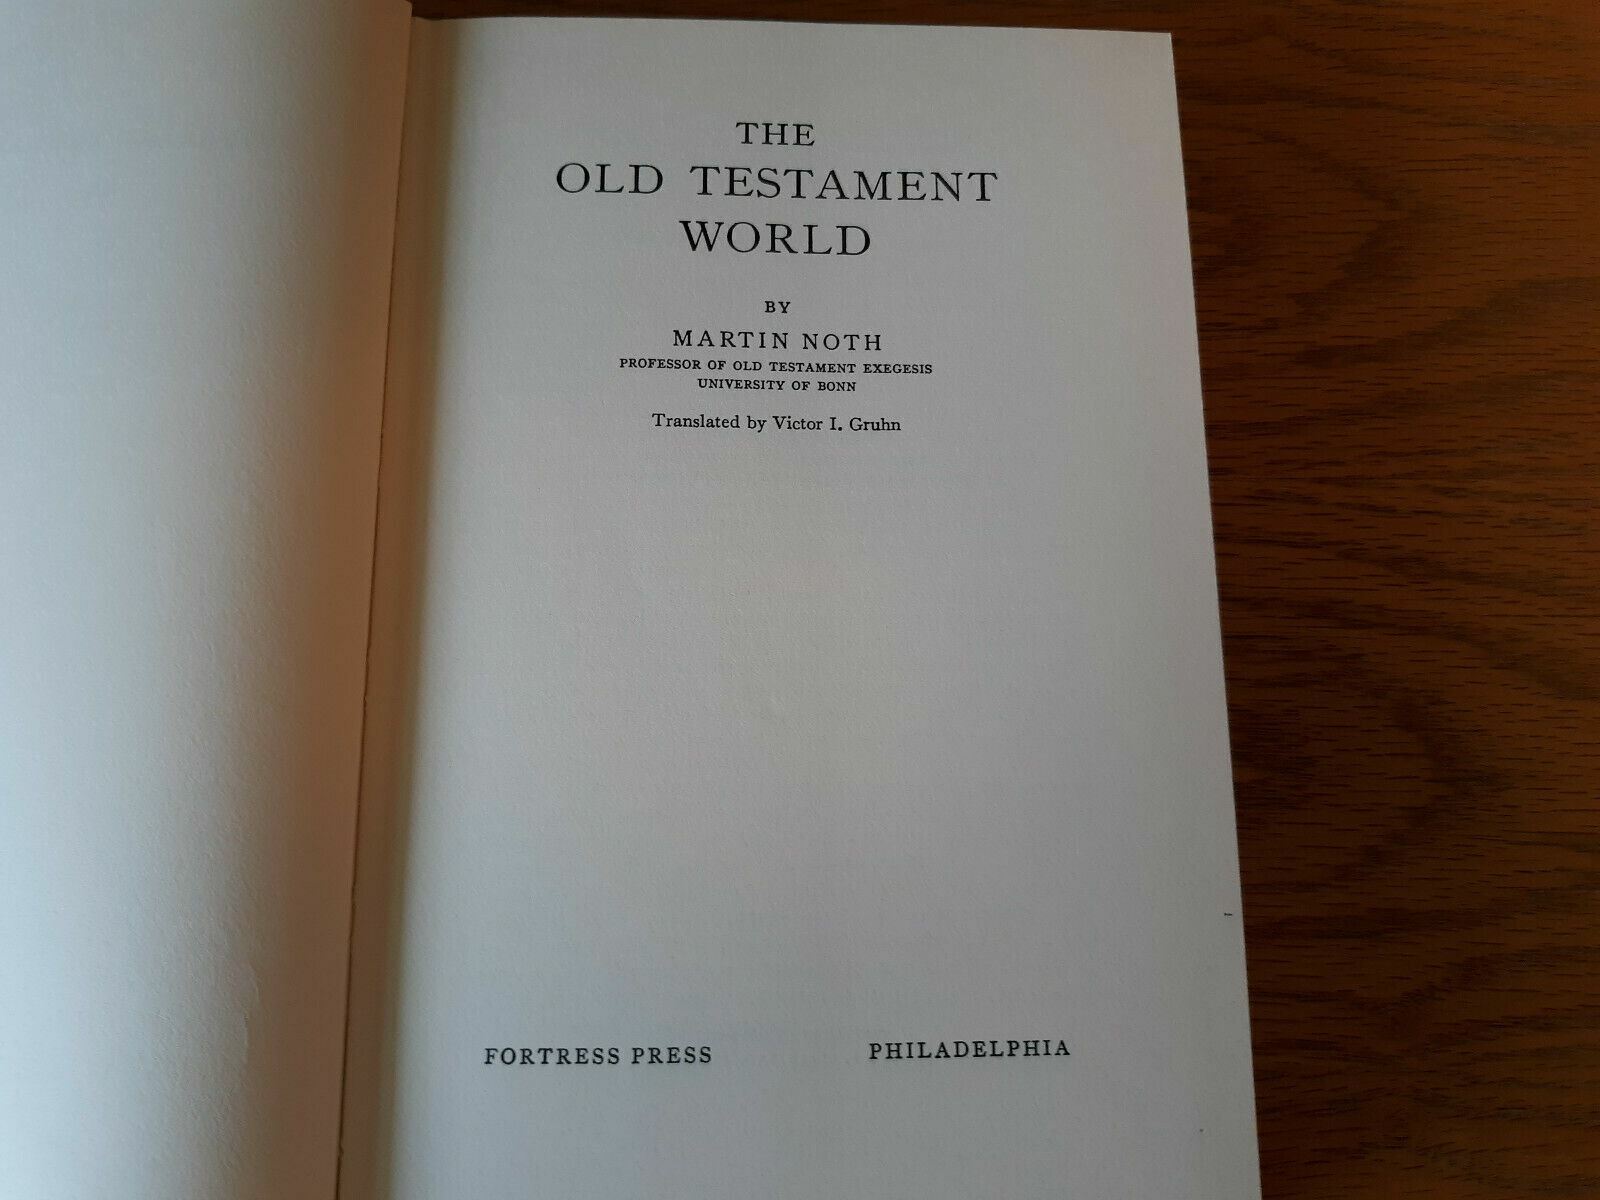 THE
OLD TESTAMENT
WORLD
BY
MARTIN NOTH
PROFESSOR OF OLD TESTAMENT EXEGESIS
UNIVERSITY OF BONN
Translated by Victor I. Gruhn
FORTRESS PRESS PHILADELPHIA